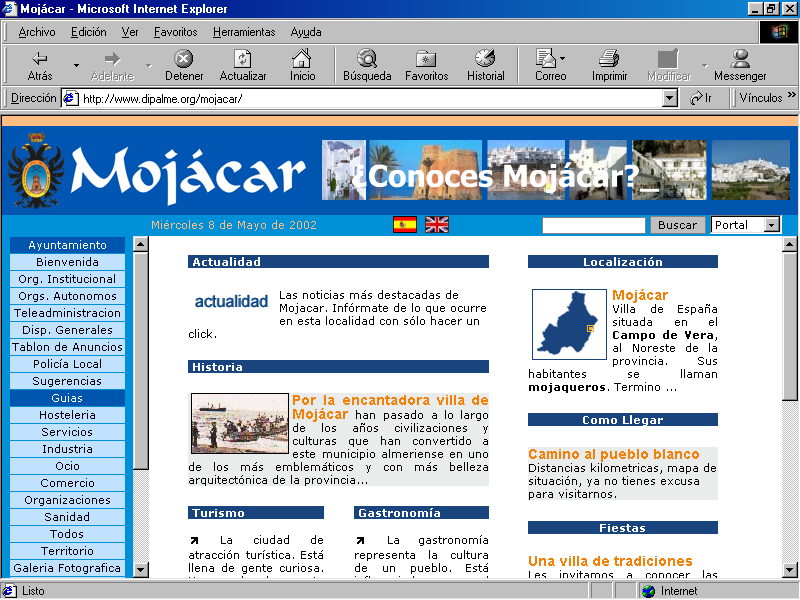 Mojácar - Microsoft Internet Explorer
Archivo Edición Ver Favoritos Herramientas Ayuda
Atrás Adelante Detener Actualizar Inicio Búsqueda Favoritos Historial Correo Imprimir Modificar Messenger
Dirección http://www.dipalme.org/mojacar/ Ir Vínculos »
Mojácar
¿Conoces Mojácar?_
Miércoles 8 de Mayo de 2002
Buscar Portal
Ayuntamiento
Bienvenida
Org. Institucional
Orgs. Autonomos
Teleadministracion
Disp. Generales
Tablon de Anuncios
Policía Local
Sugerencias
Guias
Hosteleria
Servicios
Industria
Ocio
Comercio
Organizaciones
Sanidad
Todos
Territorio
Galeria Fotografica
Actualidad
actualidad
Las noticias más destacadas de
Mojacar. Infórmate de lo que ocurre
en esta localidad con sólo hacer un
click.
Historia
Por la encantadora villa de
Mojácar han pasado a lo largo
de los años civilizaciones y
culturas que han convertido a
este municipio almeriense en uno
de los más emblemáticos y con más belleza
arquitectónica de la provincia...
Turismo
La ciudad de
atracción turística. Está
llena de gente curiosa.
Gastronomía
La gastronomía
representa la cultura
de un pueblo. Está
Localización
Mojácar
Villa de España
situada en el
Campo de Vera,
al Noreste de la
provincia. Sus
habitantes se llaman
mojaqueros. Termino ...
Como Llegar
Camino al pueblo blanco
Distancias kilometricas, mapa de
situación, ya no tienes excusa
para visitarnos.
Fiestas
Una villa de tradiciones
Les invitamos a conocer las
Listo Internet